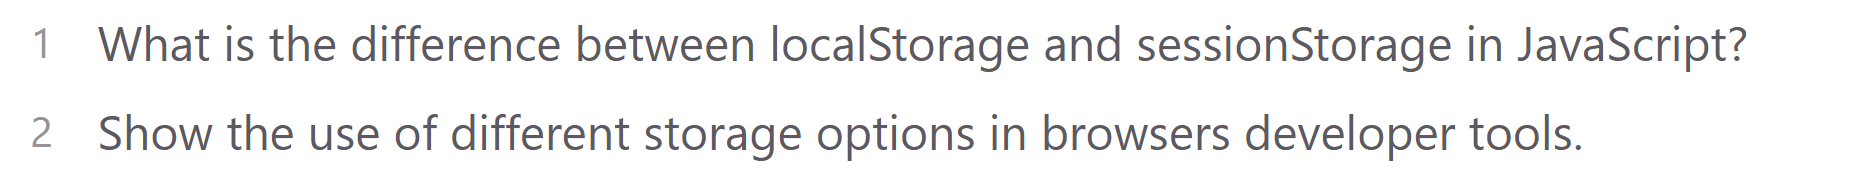 1 What is the difference between localStorage and sessionStorage in JavaScript?
2 Show the use of different storage options in browsers developer tools.